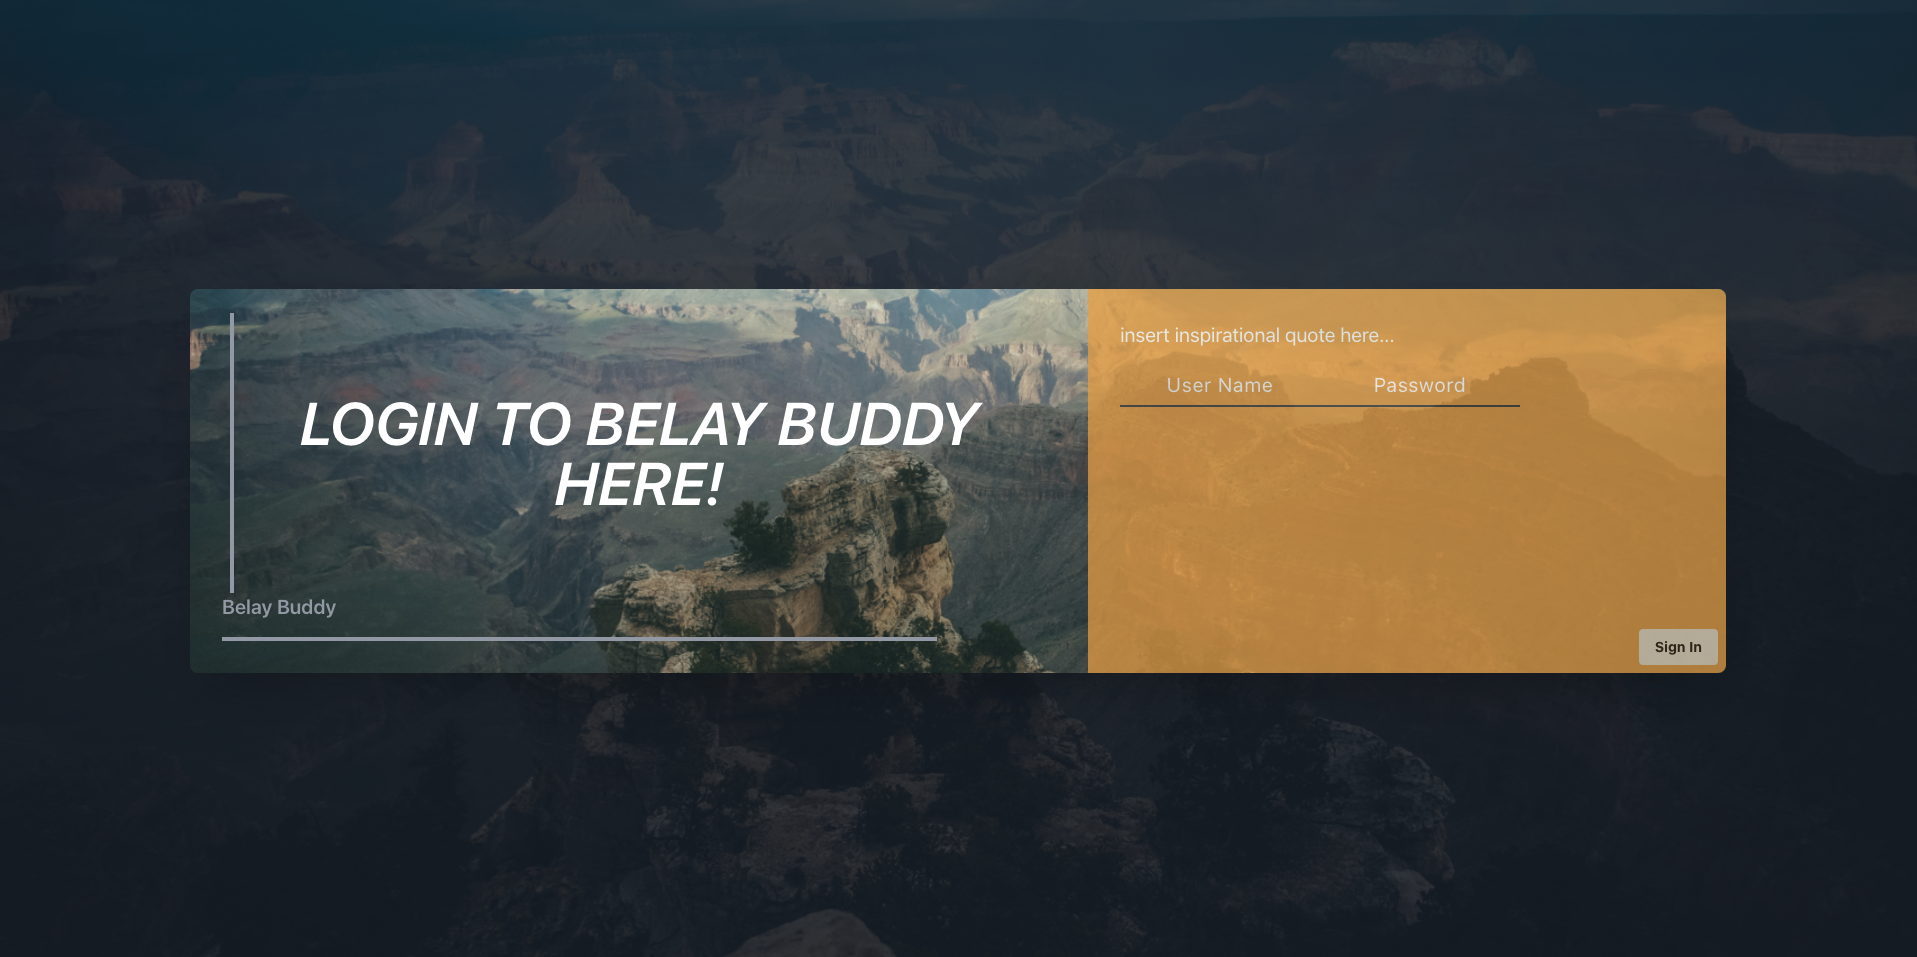 LOGIN TO BELAY BUDDY
HERE!
Belay Buddy
insert inspirational quote here...
User Name
Password
Sign In